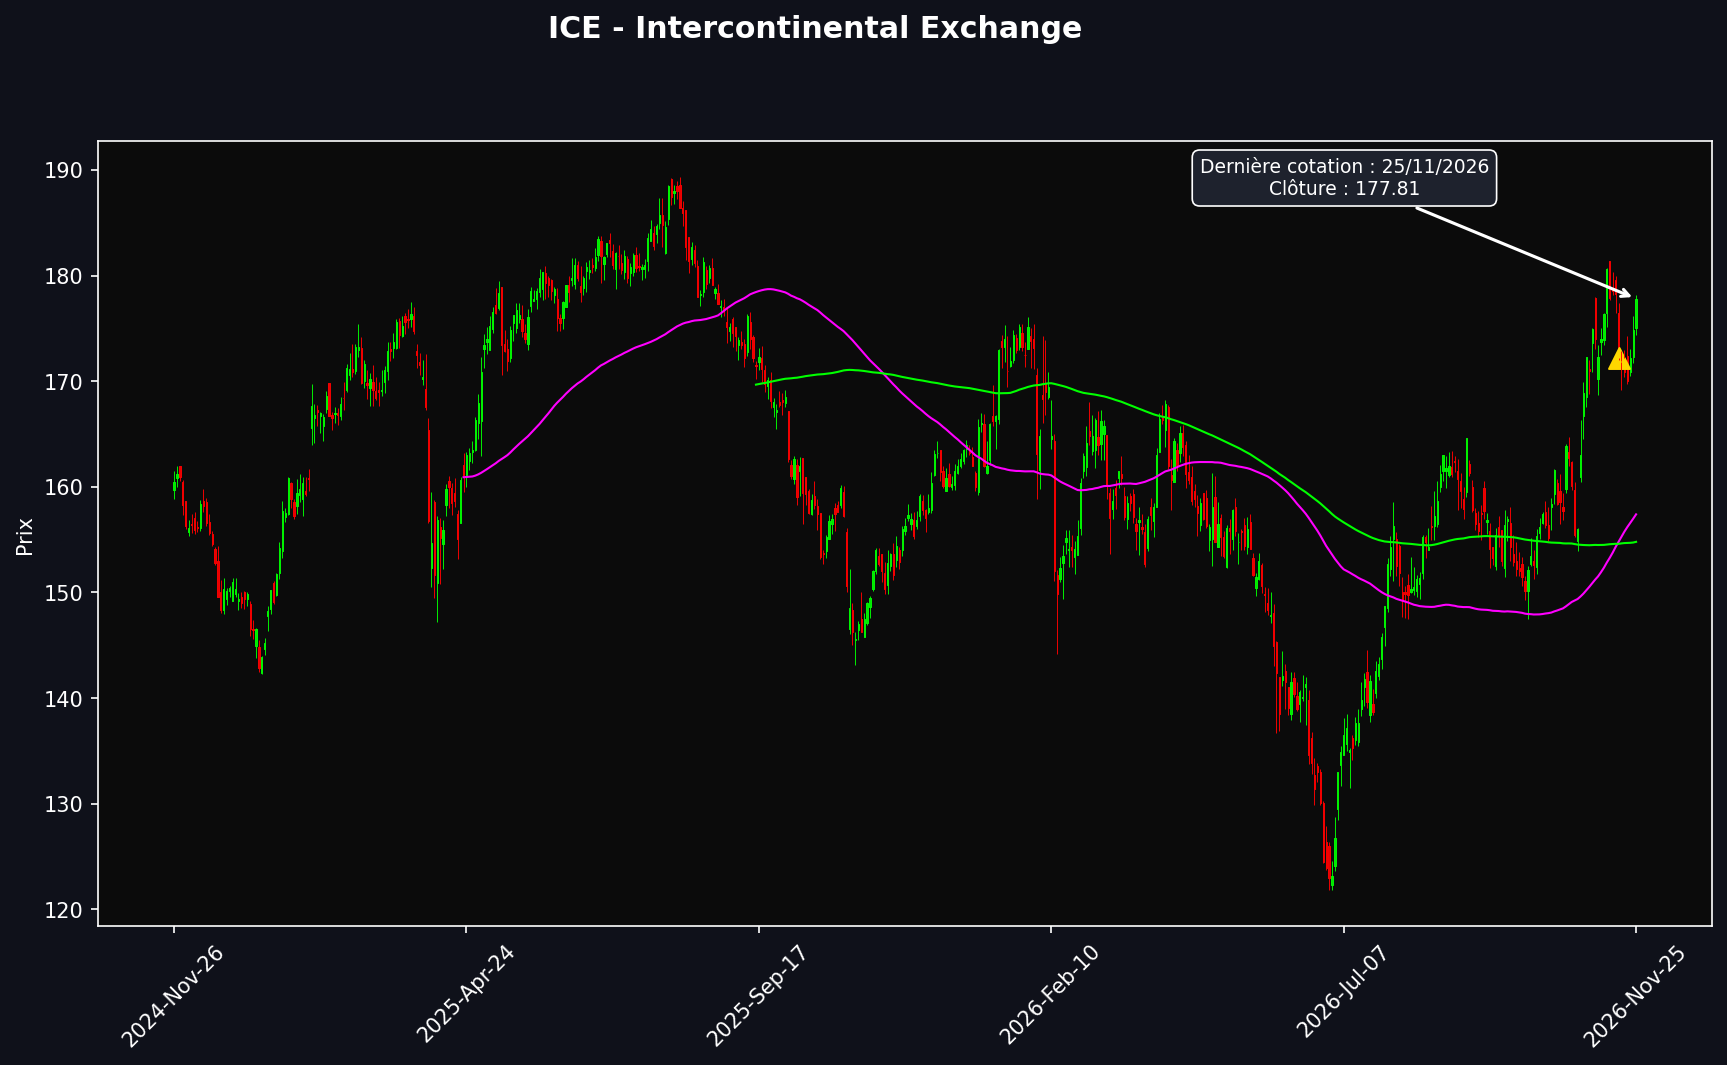 ICE - Intercontinental Exchange
Dernière cotation : 25/11/2026
Clôture : 177.81
Prix
190
180
170
160
150
140
130
120
2024-Nov-26
2025-Apr-24
2025-Sep-17
2026-Feb-10
2026-Jul-07
2026-Nov-25